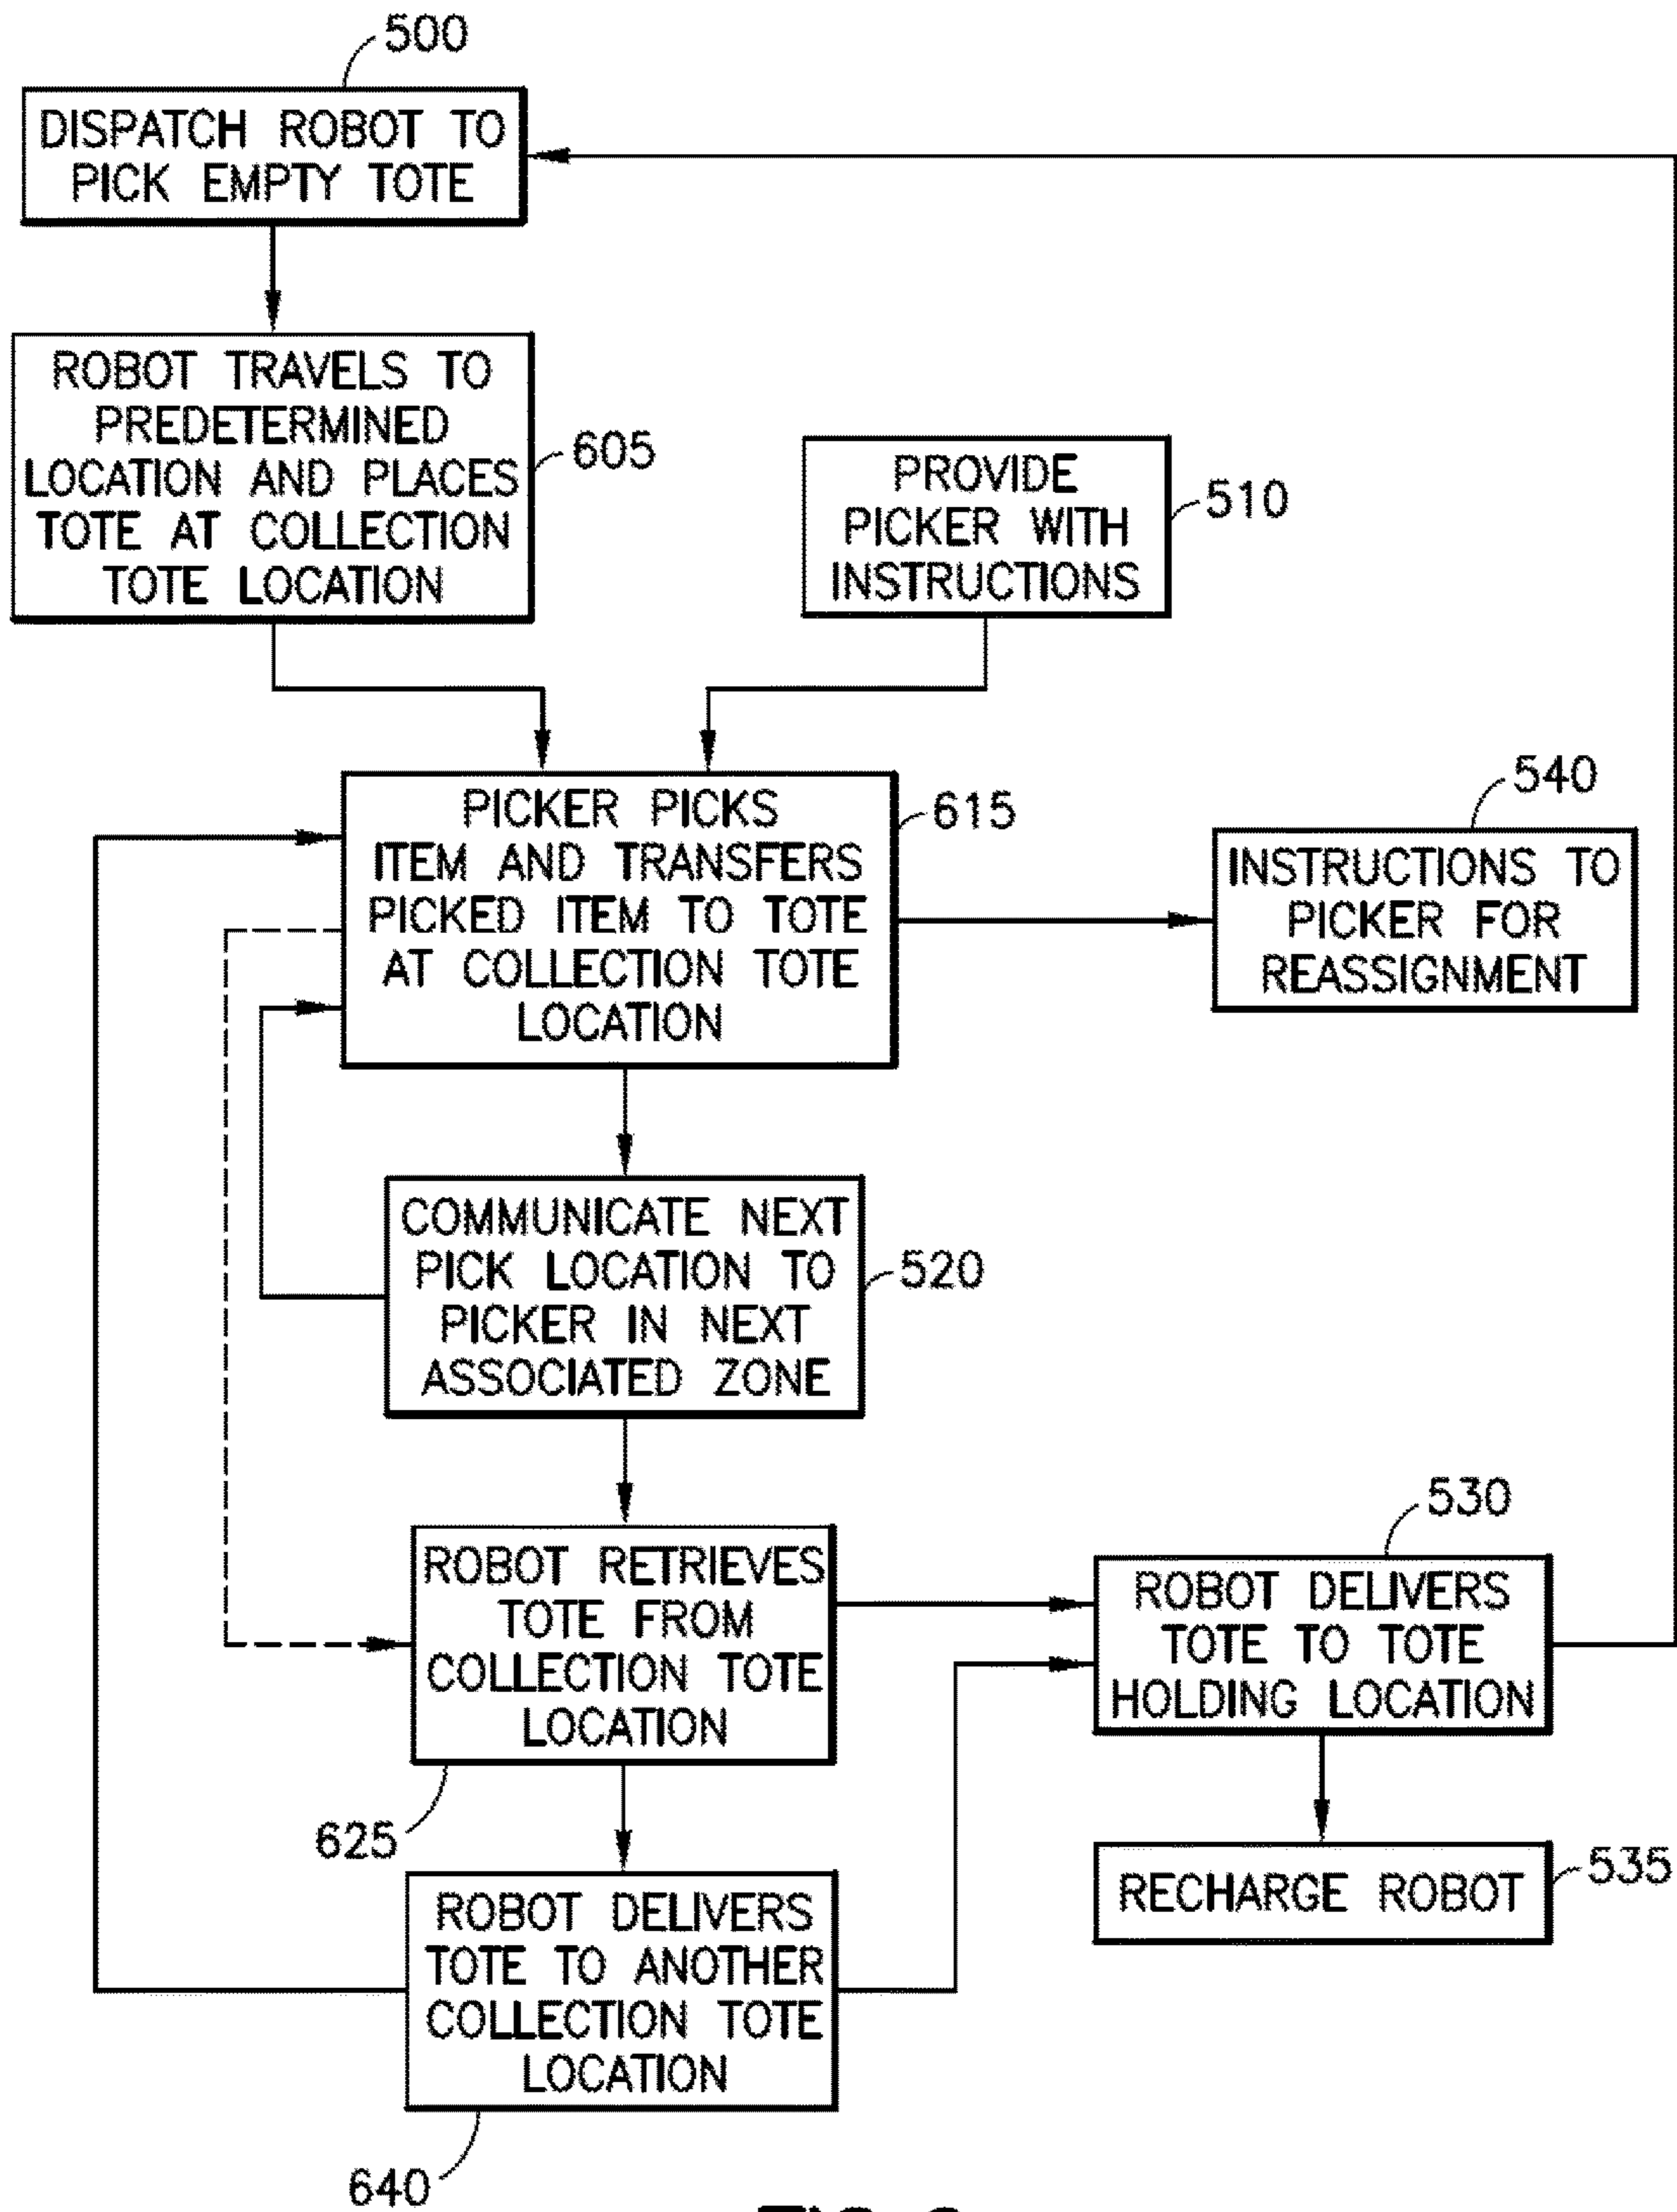 500
DISPATCH ROBOT TO
PICK EMPTY TOTE
ROBOT TRAVELS TO
PREDETERMINED
LOCATION AND PLACES
TOTE AT COLLECTION
TOTE LOCATION
605
PROVIDE
PICKER WITH
INSTRUCTIONS
510
PICKER PICKS
ITEM AND TRANSFERS
PICKED ITEM TO TOTE
AT COLLECTION TOTE
LOCATION
615
540
INSTRUCTIONS TO
PICKER FOR
REASSIGNMENT
COMMUNICATE NEXT
PICK LOCATION TO
PICKER IN NEXT
ASSOCIATED ZONE
520
ROBOT RETRIEVES
TOTE FROM
COLLECTION TOTE
LOCATION
625
530
ROBOT DELIVERS
TOTE TO TOTE
HOLDING LOCATION
RECHARGE ROBOT
535
ROBOT DELIVERS
TOTE TO ANOTHER
COLLECTION TOTE
LOCATION
640